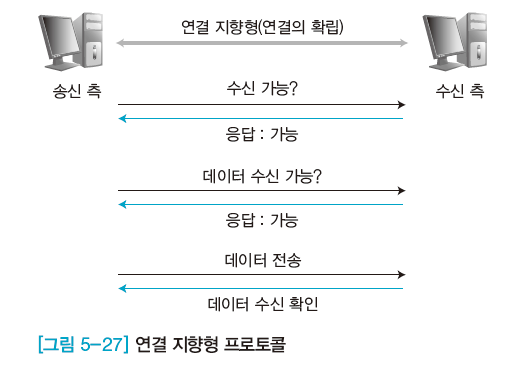 연결 지향형(연결의 확립)
송신 측
수신 측
수신 가능?
응답 : 가능
데이터 수신 가능?
응답 : 가능
데이터 전송
데이터 수신 확인
[그림 5-27] 연결 지향형 프로토콜